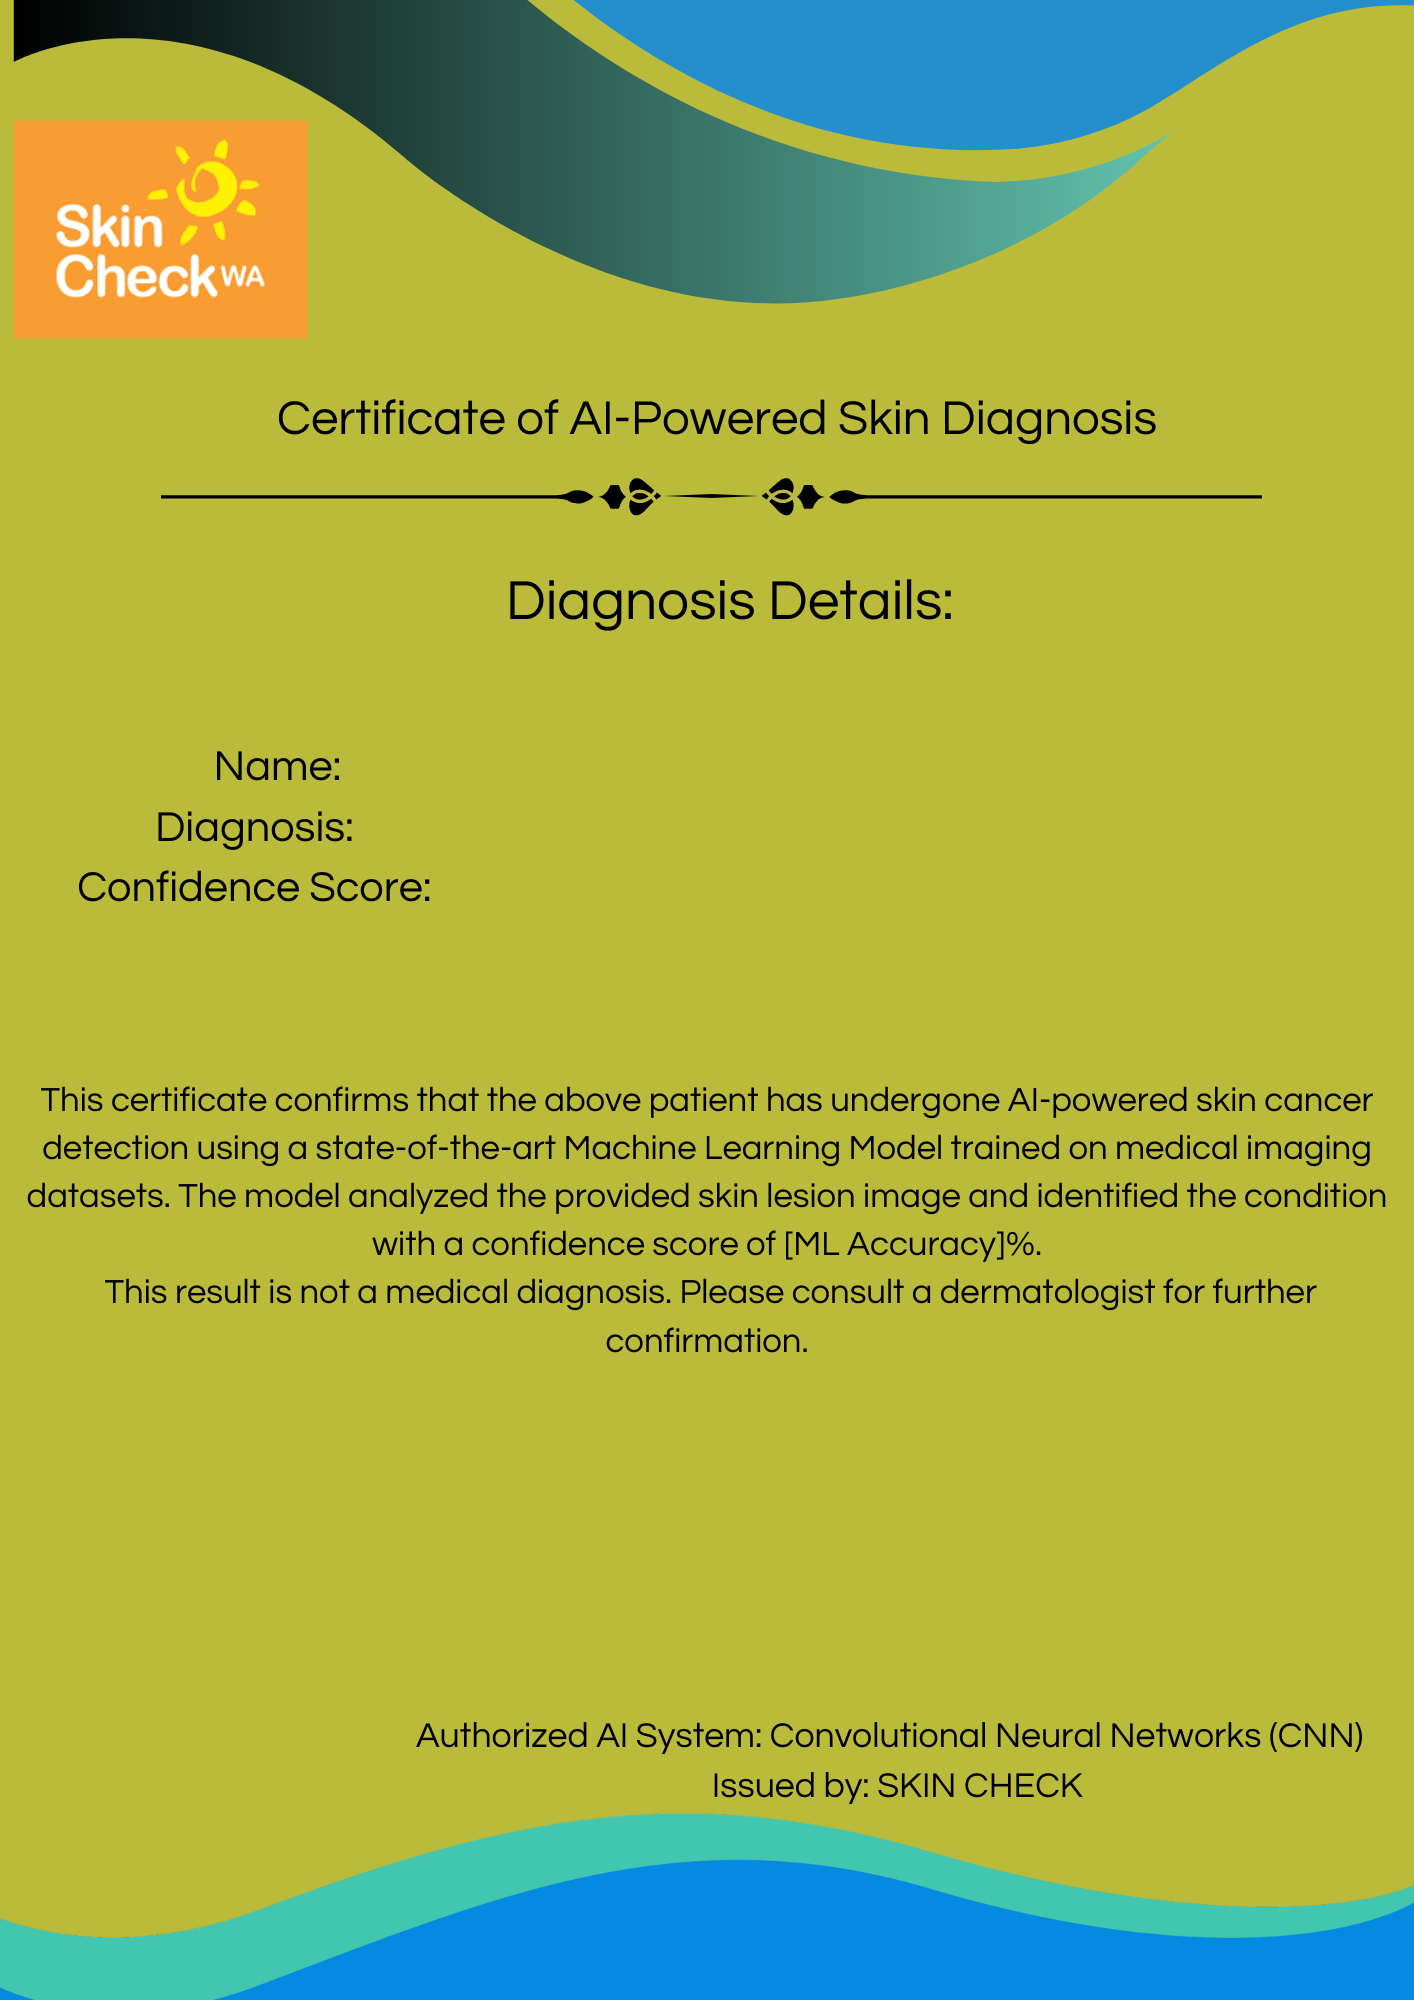 Skin
Check WA
Certificate of AI-Powered Skin Diagnosis
Diagnosis Details:
Name:
Diagnosis:
Confidence Score:
This certificate confirms that the above patient has undergone AI-powered skin cancer
detection using a state-of-the-art Machine Learning Model trained on medical imaging
datasets. The model analyzed the provided skin lesion image and identified the condition
with a confidence score of [ML Accuracy]%.
This result is not a medical diagnosis. Please consult a dermatologist for further
confirmation.
Authorized AI System: Convolutional Neural Networks (CNN)
Issued by: SKIN CHECK